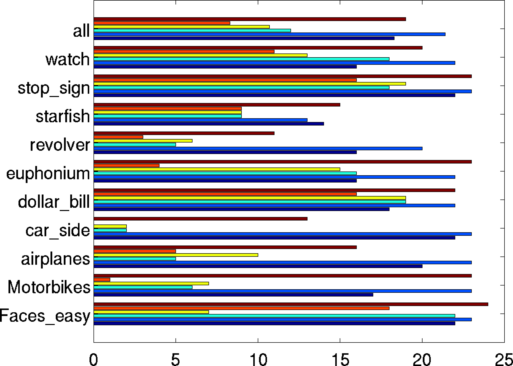 all
watch
stop_sign
starfish
revolver
euphonium
dollar_bill
car_side
airplanes
Motorbikes
Faces_easy
0 5 10 15 20 25